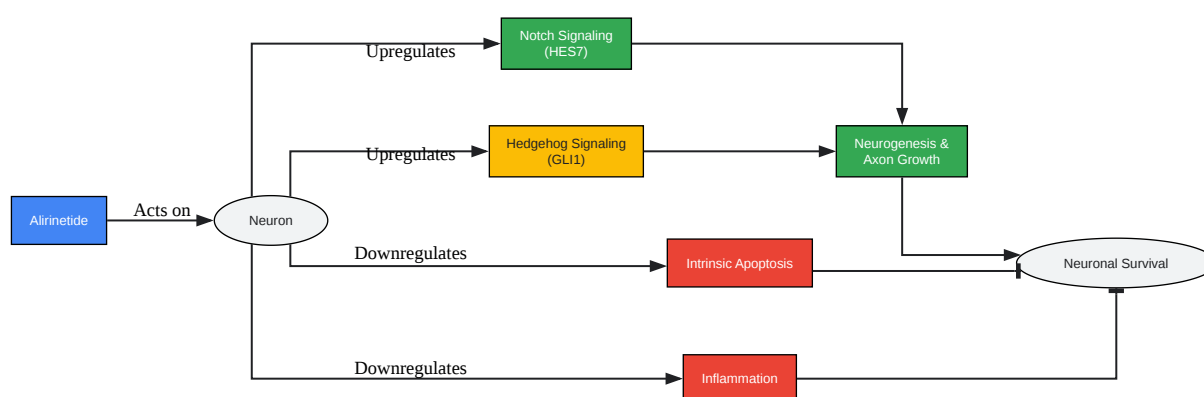 Notch Signaling
(HES7)
Upregulates
Hedgehog Signaling
(GLI1)
Upregulates
Neurogenesis &
Axon Growth
Alirinetide
Acts on
Neuron
Downregulates
Intrinsic Apoptosis
Neuronal Survival
Downregulates
Inflammation